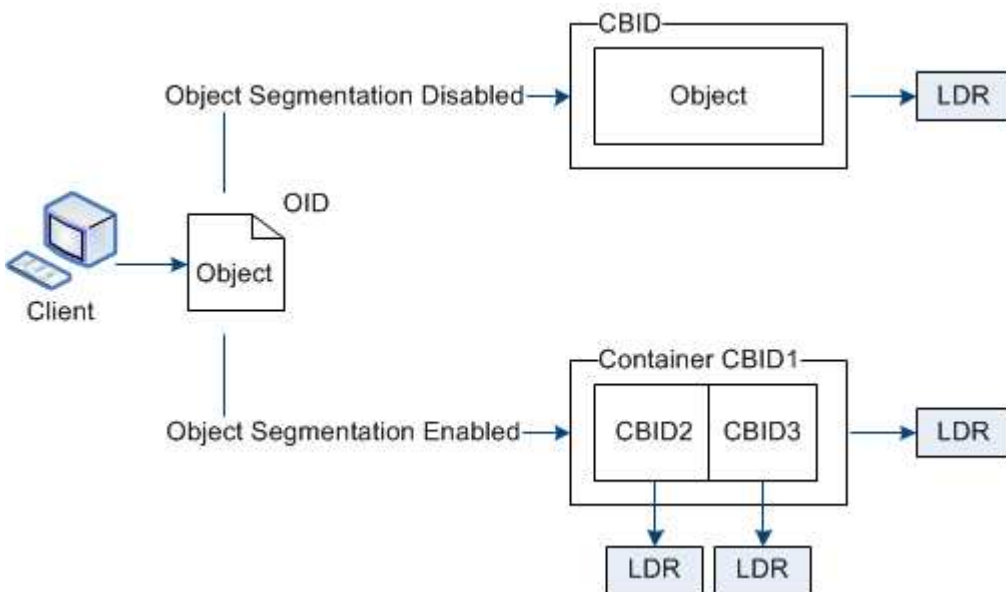 CBID
Object Segmentation Disabled
Object
LDR
OID
Object
Client
Container CBID1
Object Segmentation Enabled
CBID2
CBID3
LDR
LDR
LDR